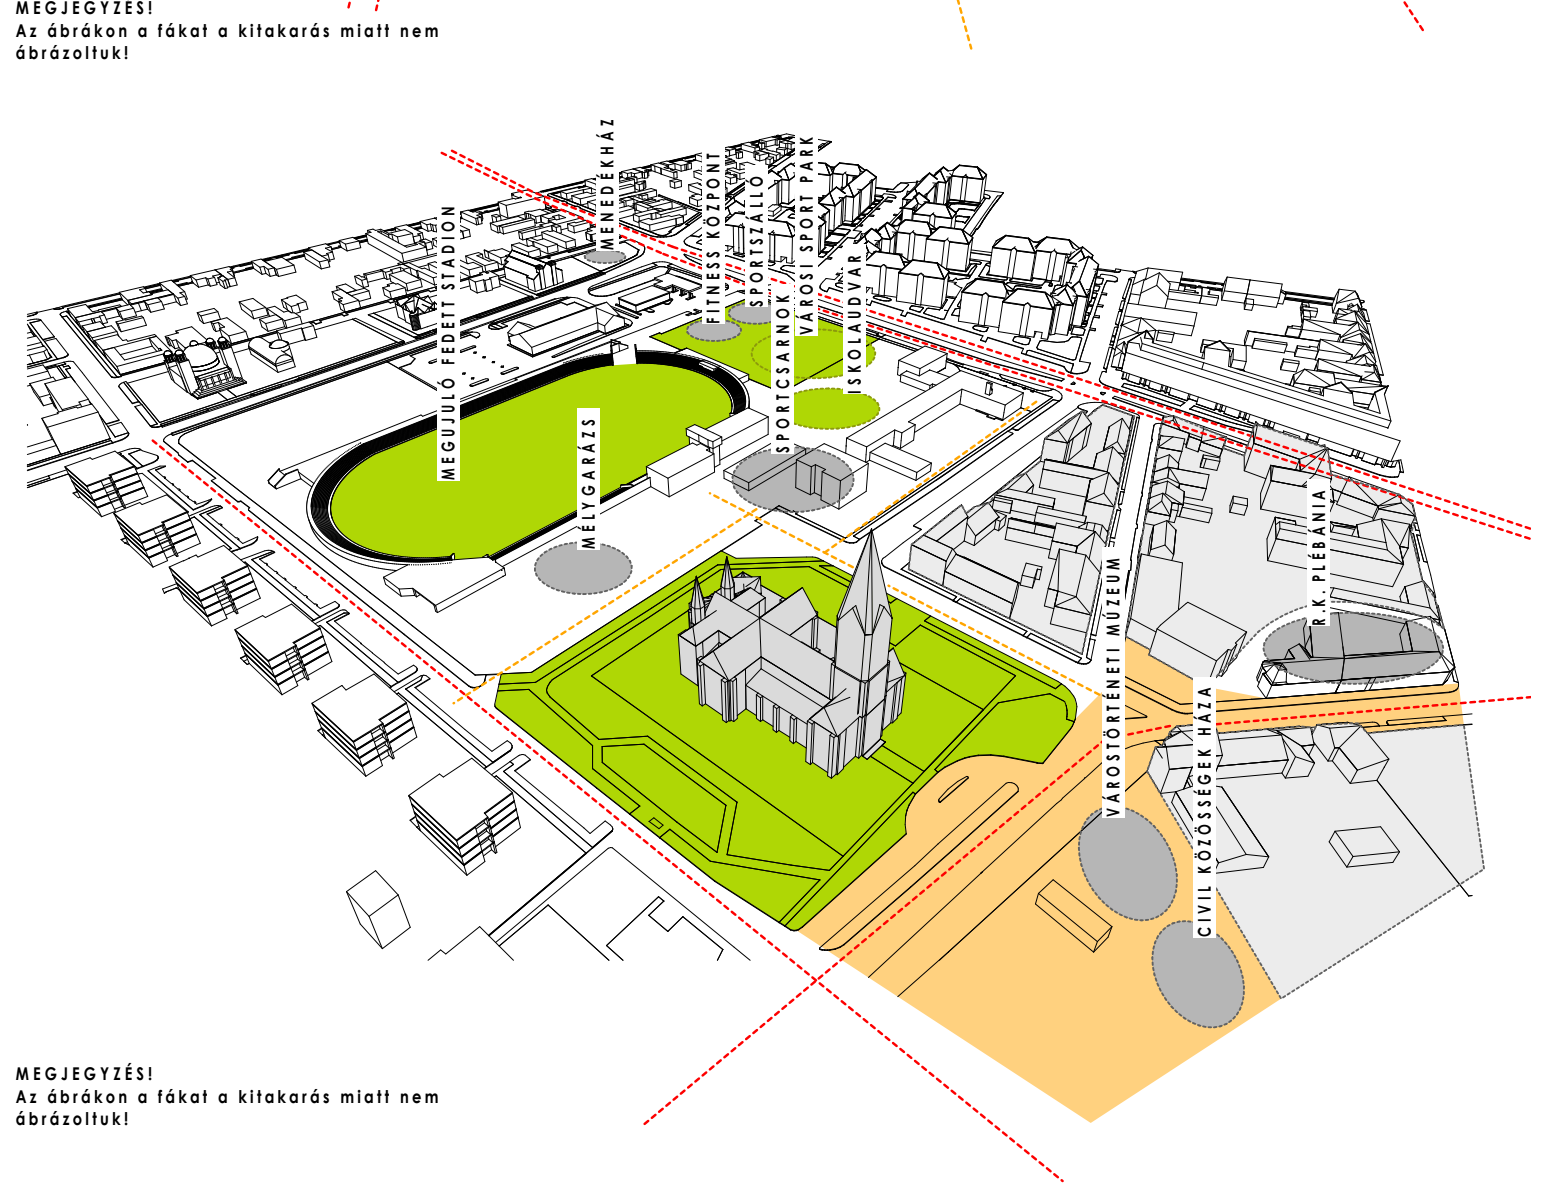 MEGJEGYZÉS!
Az ábrákon a fákat a kitakarás miatt nem
ábrázoltuk!
MEGUJULÓ FEDETT STADION
MÉLYGARÁZS
MENEDÉKHÁZ
FITNESS KÖZPONT
SPORTSZÁLLÓ
SPORTCSARNOK
VÁROSI SPORT PARK
ISKOLAUDVAR
VÁROSTÖRTÉNETI MÚZEUM
CIVIL KÖZÖSSÉGEK HÁZA
R.K. PLÉBÁNIA
MEGJEGYZÉS!
Az ábrákon a fákat a kitakarás miatt nem
ábrázoltuk!